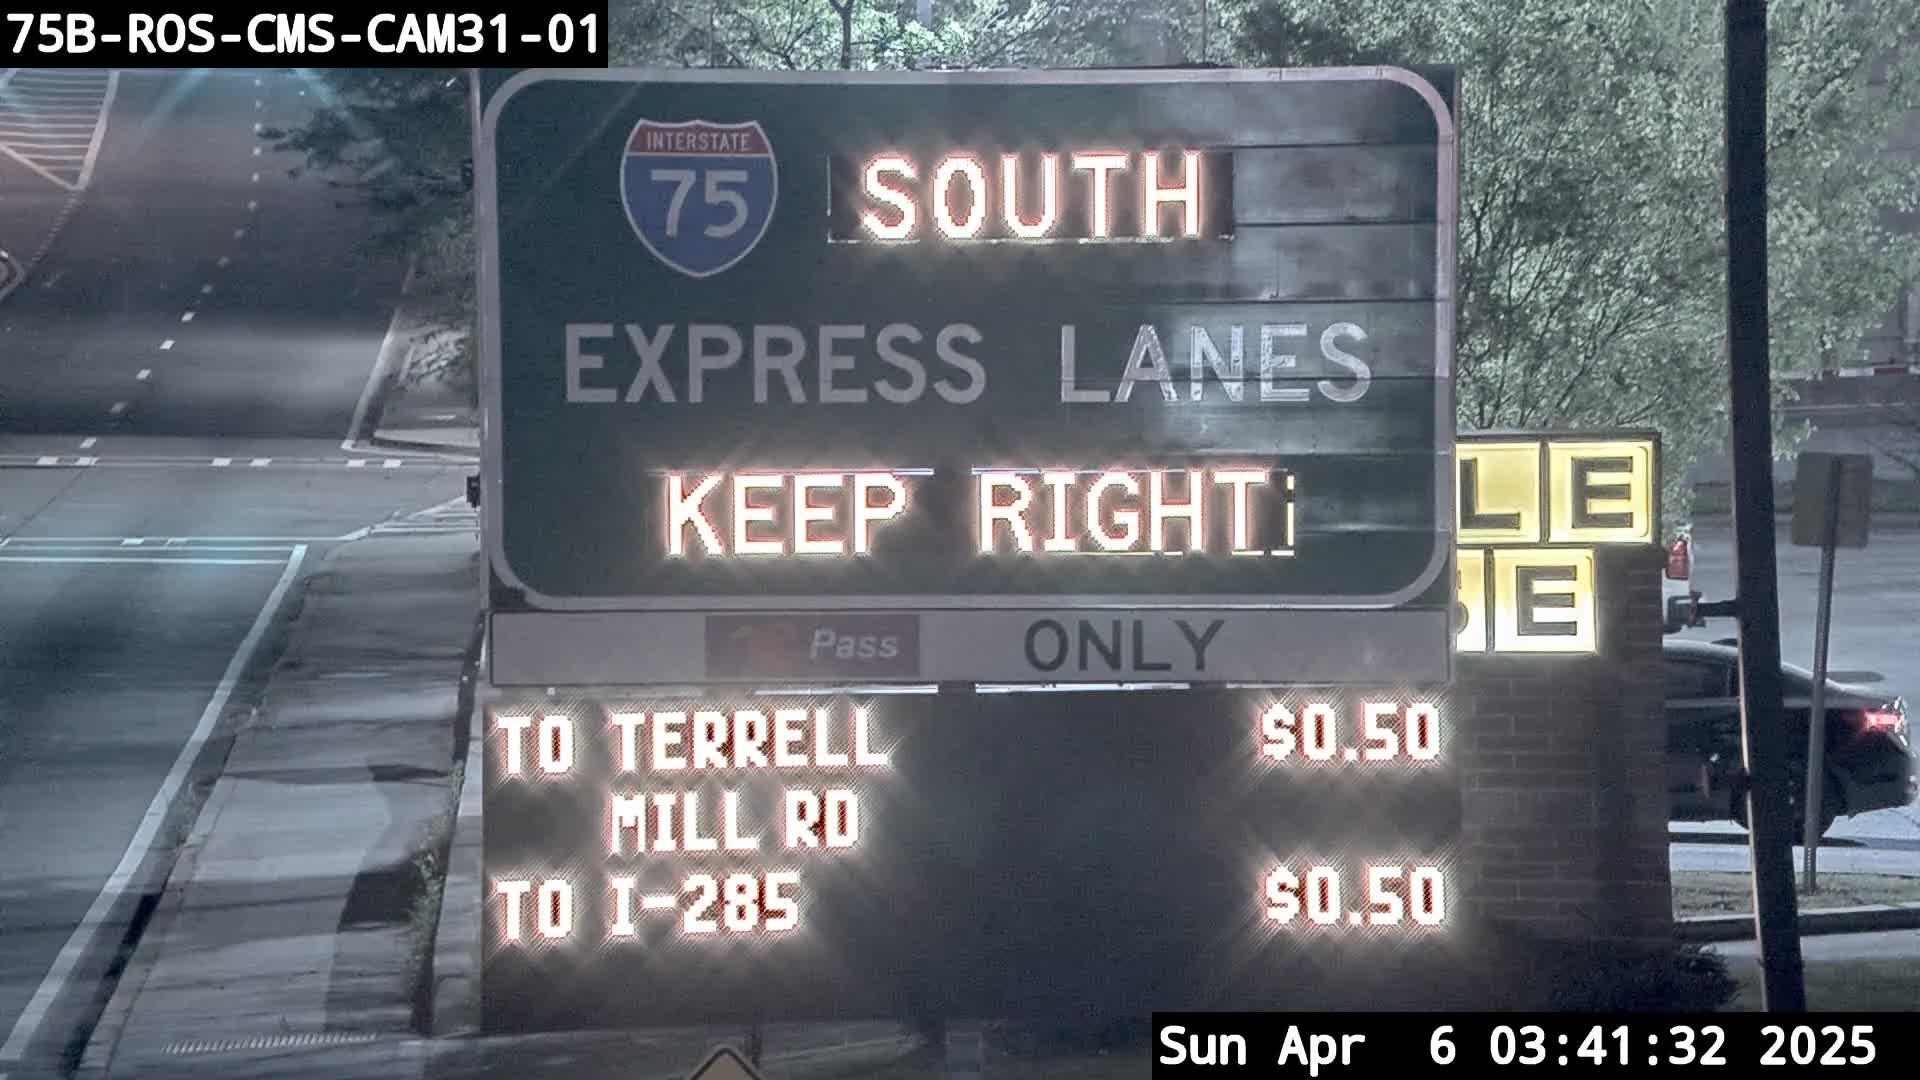 75B-ROS-CMS-CAM31-01
INTERSTATE
75
SOUTH
EXPRESS LANES
KEEP RIGHT
LE
E
Pass ONLY
TO TERRELL $0.50
MILL RD
TO I-285 $0.50
Sun Apr 6 03:41:32 2025